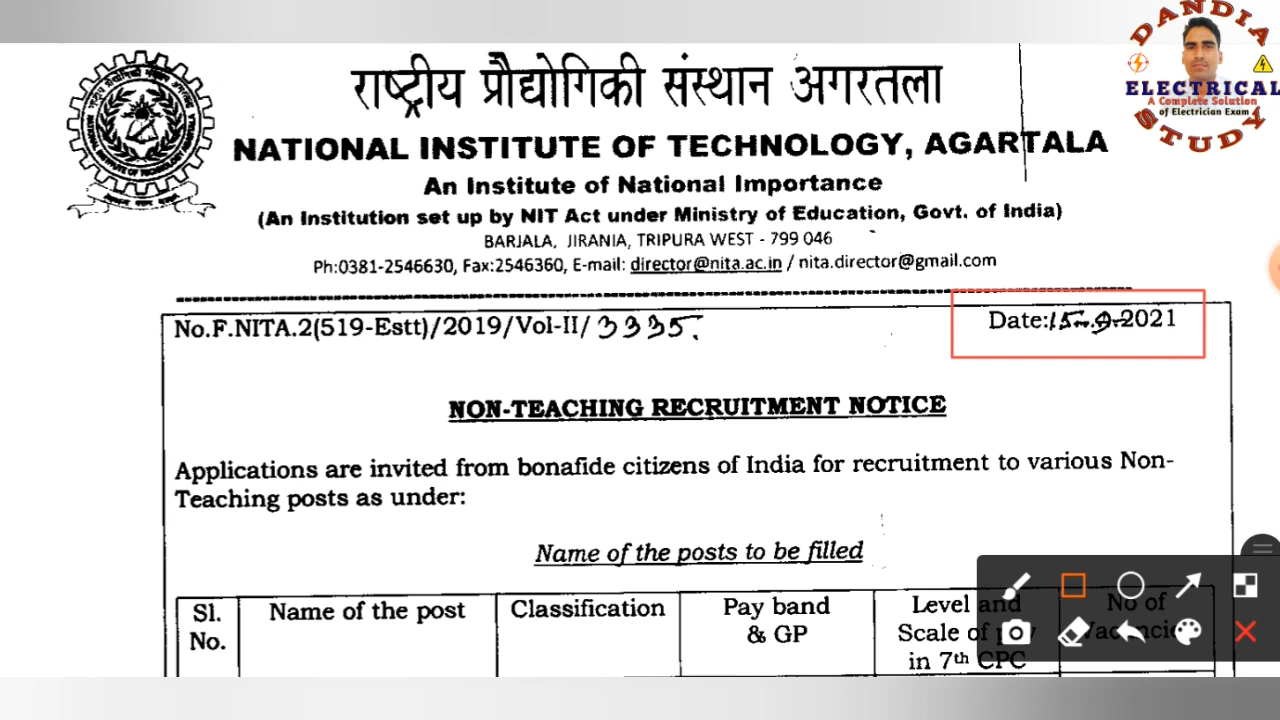 DANDIA
ELECTRICAL
A Complete Solution
of Electrician Exam
STUDY
राष्ट्रीय प्रौद्योगिकी संस्थान अगरतला
NATIONAL INSTITUTE OF TECHNOLOGY, AGARTALA
An Institute of National Importance
(An Institution set up by NIT Act under Ministry of Education, Govt. of India)
BARJALA, JIRANIA, TRIPURA WEST - 799 046
Ph:0381-2546630, Fax:2546360, E-mail: director@nita.ac.in / nita.director@gmail.com
No.F.NITA.2(519-Estt)/2019/Vol-II/ 3335.
Date:15.9.2021
NON-TEACHING RECRUITMENT NOTICE
Applications are invited from bonafide citizens of India for recruitment to various Non-
Teaching posts as under:
Name of the posts to be filled
Sl. No.
Name of the post
Classification
Pay band
& GP
Level and
Scale of pay
in 7th CPC
No of
Vacancie